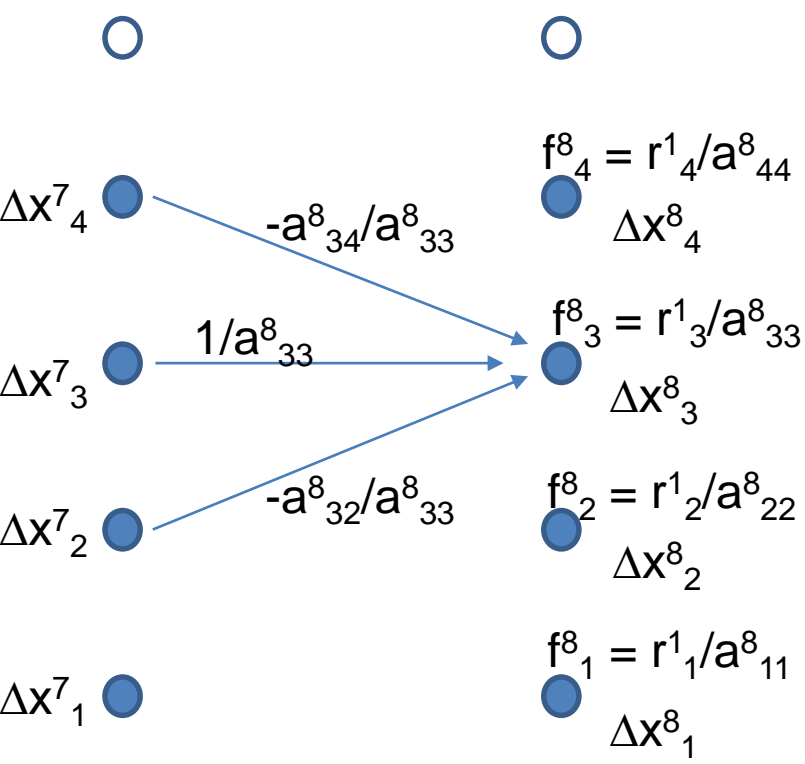 f⁸₄ = r¹₄/a⁸₄₄
Δx⁷₄
-a⁸₃₄/a⁸₃₃
Δx⁸₄
f⁸₃ = r¹₃/a⁸₃₃
1/a⁸₃₃
Δx⁷₃
Δx⁸₃
-a⁸₃₂/a⁸₃₃
f⁸₂ = r¹₂/a⁸₂₂
Δx⁷₂
Δx⁸₂
f⁸₁ = r¹₁/a⁸₁₁
Δx⁷₁
Δx⁸₁